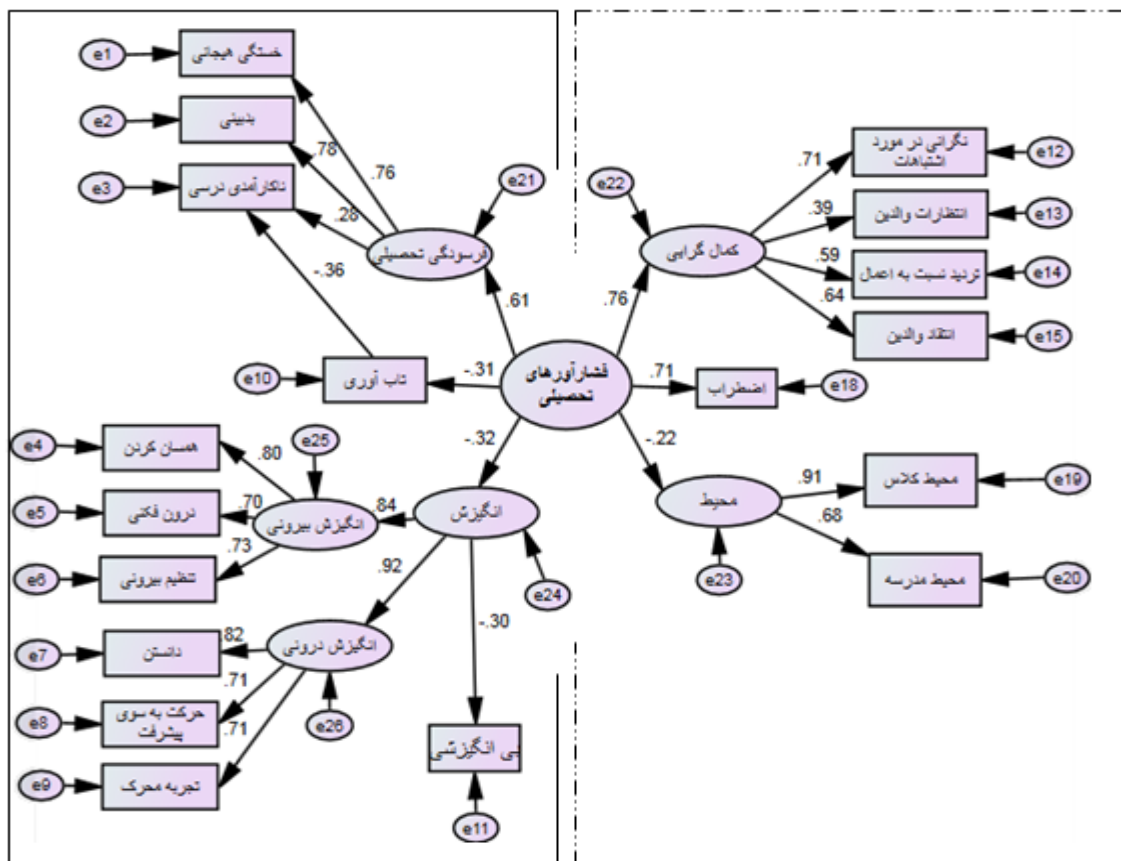 e1
خستگی هیجانی
e2
بدبینی
e3
ناکارآمدی درسی
.76
.78
.28
-.36
e21
فرسودگی تحصیلی
.61
e10
تاب آوری
-.31
فشارآورهای
تحصیلی
e22
کمال گرایی
.76
.71
نگرانی در مورد
اشتباهات
e12
.39
انتظارات والدین
e13
.59
تردید نسبت به اعمال
e14
.64
انتقاد والدین
e15
.71
اضطراب
e18
-.22
محیط
e23
.91
محیط کلاس
e19
.68
محیط مدرسه
e20
-.32
انگیزش
e24
.84
انگیزش بیرونی
e25
.80
همسان کردن
e4
.70
درون فکنی
e5
.73
تنظیم بیرونی
e6
.92
انگیزش درونی
e26
.82
دانستن
e7
.71
حرکت به سوی
پیشرفت
e8
.71
تجربه محرک
e9
-.30
بی انگیزشی
e11